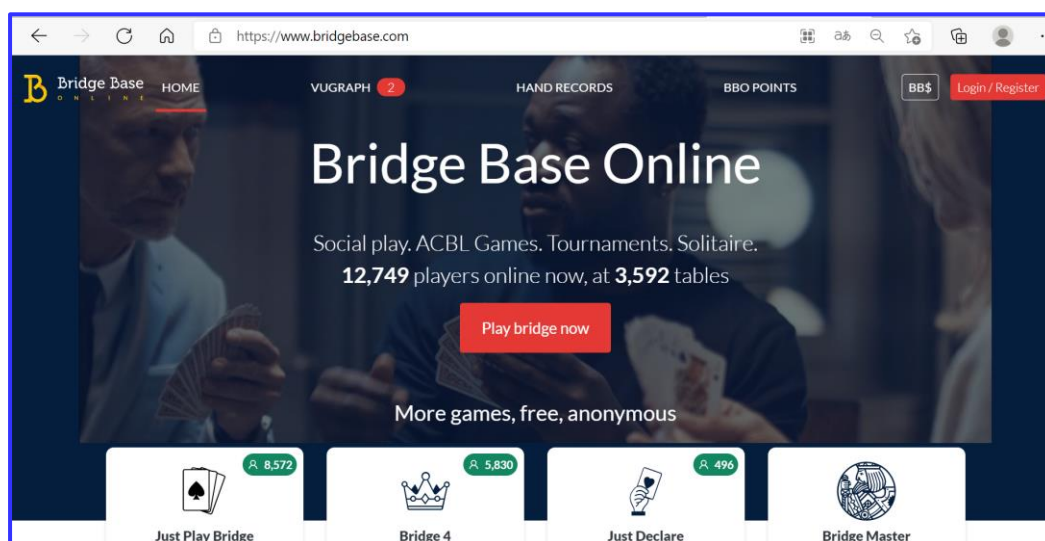 https://www.bridgebase.com
aあ
Bridge Base
ONLINE
HOME
VUGRAPH 2
HAND RECORDS
BBO POINTS
BB$
Login / Register
Bridge Base Online
Social play. ACBL Games. Tournaments. Solitaire.
12,749 players online now, at 3,592 tables
Play bridge now
More games, free, anonymous
8,572
5,830
496
Just Play Bridge
Bridge 4
Just Declare
Bridge Master